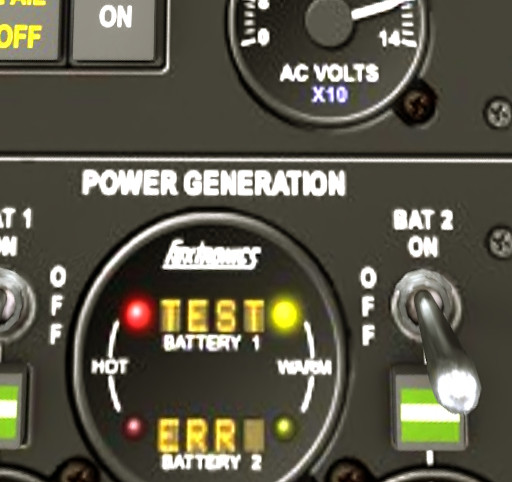 FAIL
OFF
ON
0
14
AC VOLTS
X10
POWER GENERATION
BAT 1
ON
OFF
Foxtronics
TEST
BATTERY 1
HOT
WARM
ERR
BATTERY 2
BAT 2
ON
OFF